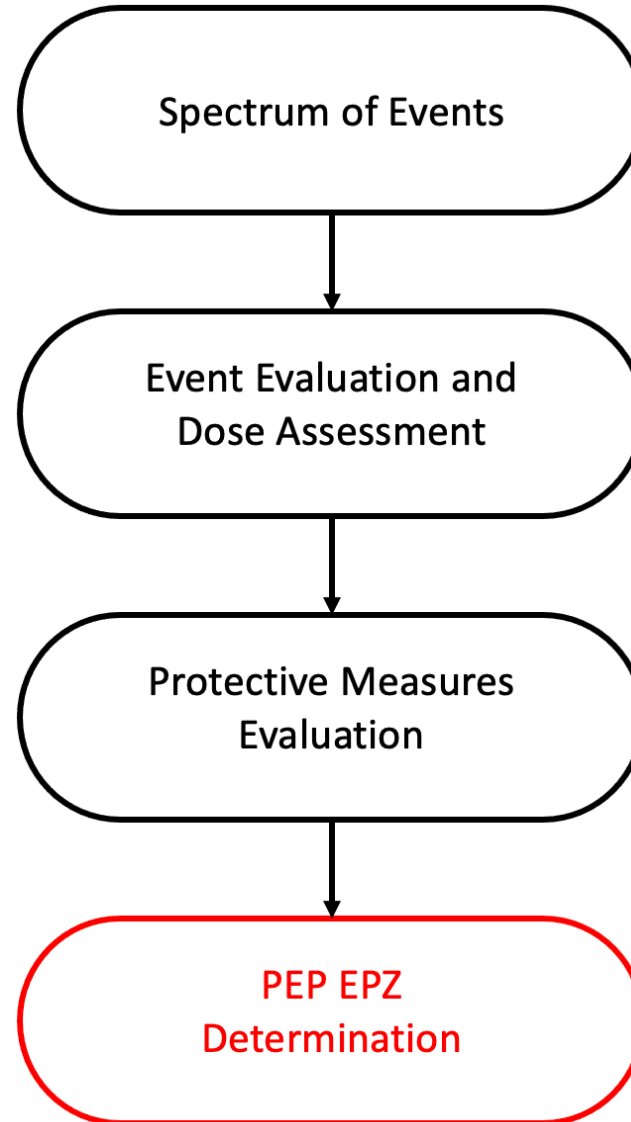 Spectrum of Events
Event Evaluation and
Dose Assessment
Protective Measures
Evaluation
PEP EPZ
Determination